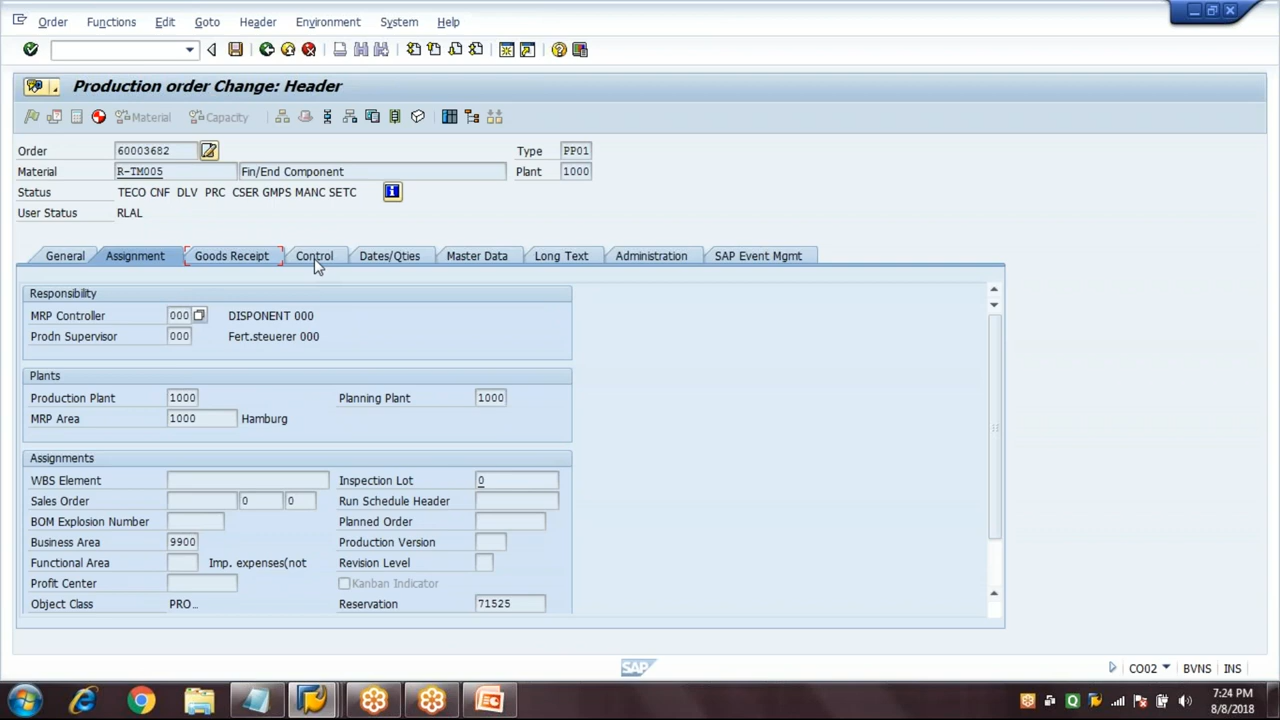 Order Functions Edit Goto Header Environment System Help
Production order Change: Header
Material Capacity
Order 60003682 Type PP01
Material R-TM005 Fin/End Component Plant 1000
Status TECO CNF DLV PRC CSER GMPS MANC SETC
User Status RLAL
General Assignment Goods Receipt Control Dates/Qties Master Data Long Text Administration SAP Event Mgmt
Responsibility
MRP Controller 000 DISPONENT 000
Prodn Supervisor 000 Fert.steuerer 000
Plants
Production Plant 1000 Planning Plant 1000
MRP Area 1000 Hamburg
Assignments
WBS Element Inspection Lot 0
Sales Order 0 0 Run Schedule Header
BOM Explosion Number Planned Order
Business Area 9900 Production Version
Functional Area Imp. expenses(not Revision Level
Profit Center Kanban Indicator
Object Class PRO... Reservation 71525
SAP CO02 BVNS INS
7:24 PM
8/8/2018